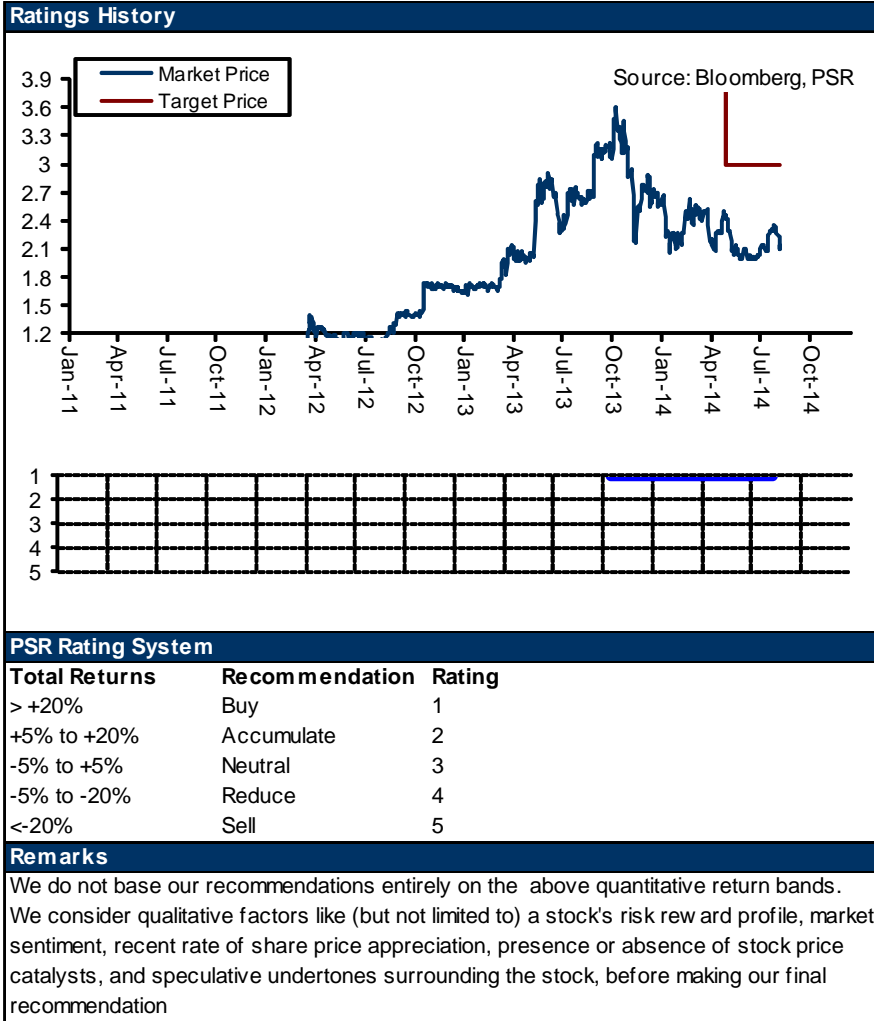 Ratings History
Market Price
Target Price
Source: Bloomberg, PSR
3.9
3.6
3.3
3
2.7
2.4
2.1
1.8
1.5
1.2
Jan-11
Apr-11
Jul-11
Oct-11
Jan-12
Apr-12
Jul-12
Oct-12
Jan-13
Apr-13
Jul-13
Oct-13
Jan-14
Apr-14
Jul-14
Oct-14
1
2
3
4
5
PSR Rating System
Total Returns Recommendation Rating
> +20% Buy 1
+5% to +20% Accumulate 2
-5% to +5% Neutral 3
-5% to -20% Reduce 4
<-20% Sell 5
Remarks
We do not base our recommendations entirely on the above quantitative return bands.
We consider qualitative factors like (but not limited to) a stock's risk reward profile, market
sentiment, recent rate of share price appreciation, presence or absence of stock price
catalysts, and speculative undertones surrounding the stock, before making our final
recommendation